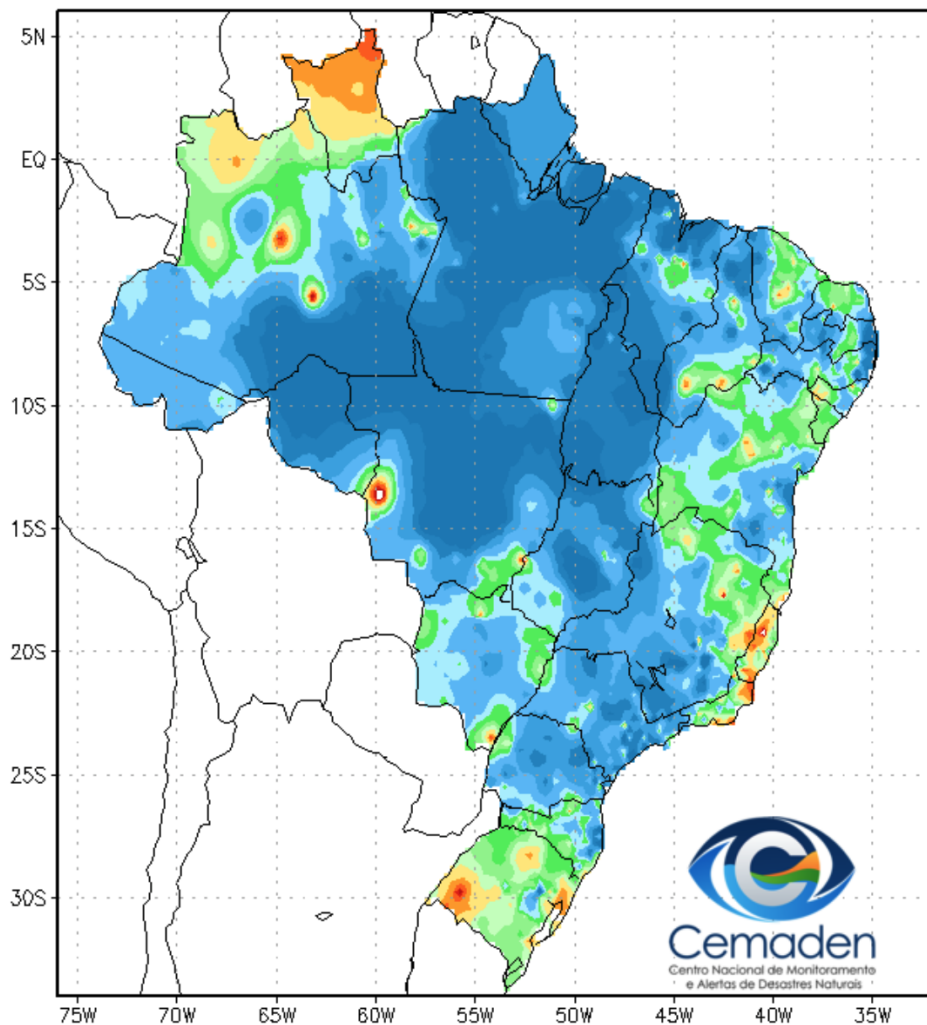 5N
EQ
5S
10S
15S
20S
25S
30S
75W 70W 65W 60W 55W 50W 45W 40W 35W
Cemaden
Centro Nacional de Monitoramento
e Alertas de Desastres Naturais